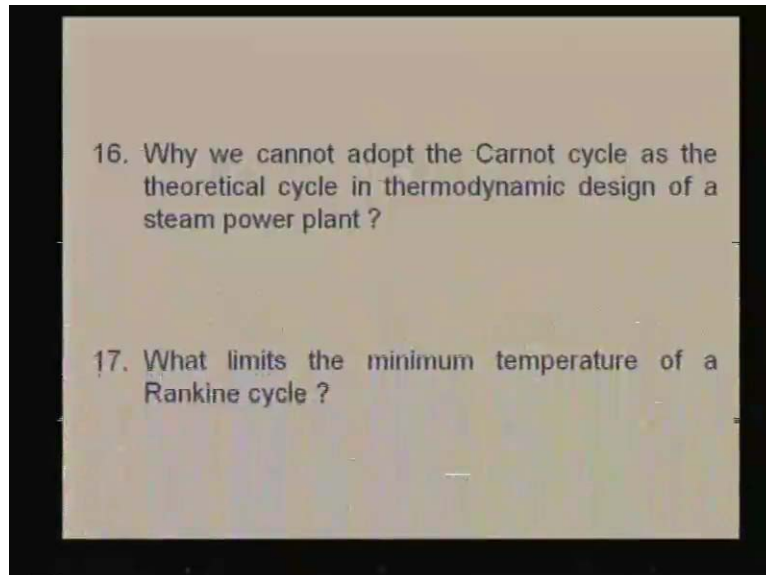 16. Why we cannot adopt the Carnot cycle as the
theoretical cycle in thermodynamic design of a
steam power plant ?
17. What limits the minimum temperature of a
Rankine cycle ?